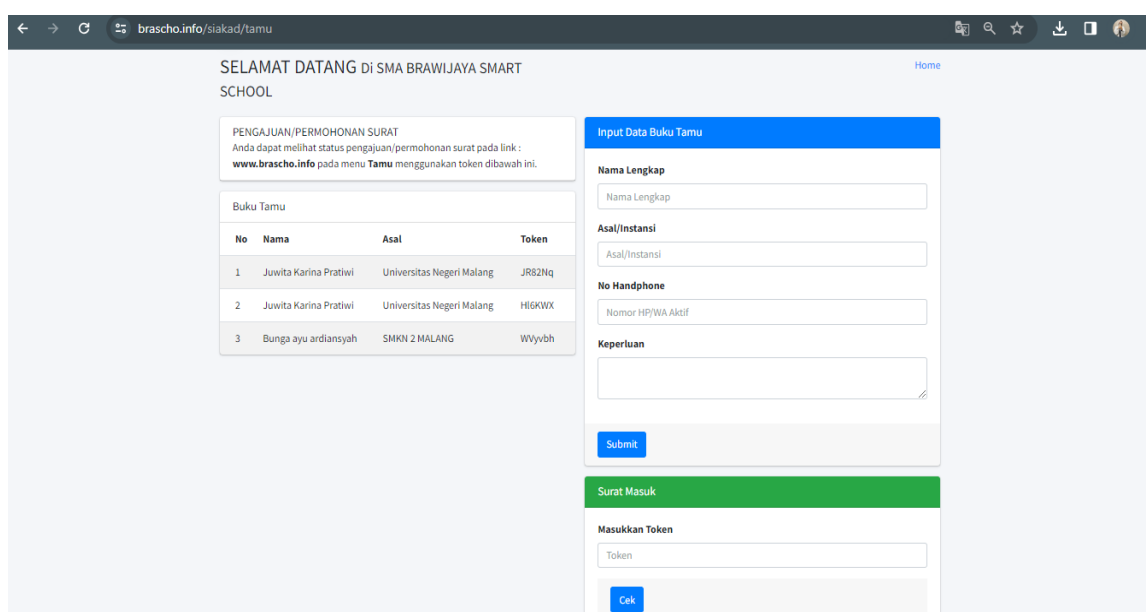 brascho.info/siakad/tamu
SELAMAT DATANG Di SMA BRAWIJAYA SMART
SCHOOL
Home
PENGAJUAN/PERMOHONAN SURAT
Anda dapat melihat status pengajuan/permohonan surat pada link :
www.brascho.info pada menu Tamu menggunakan token dibawah ini.
Buku Tamu
No Nama Asal Token
1 Juwita Karina Pratiwi Universitas Negeri Malang JR82Nq
2 Juwita Karina Pratiwi Universitas Negeri Malang Hl6KWX
3 Bunga ayu ardiansyah SMKN 2 MALANG WVyvbh
Input Data Buku Tamu
Nama Lengkap
Nama Lengkap
Asal/Instansi
Asal/Instansi
No Handphone
Nomor HP/WA Aktif
Keperluan
Submit
Surat Masuk
Masukkan Token
Token
Cek